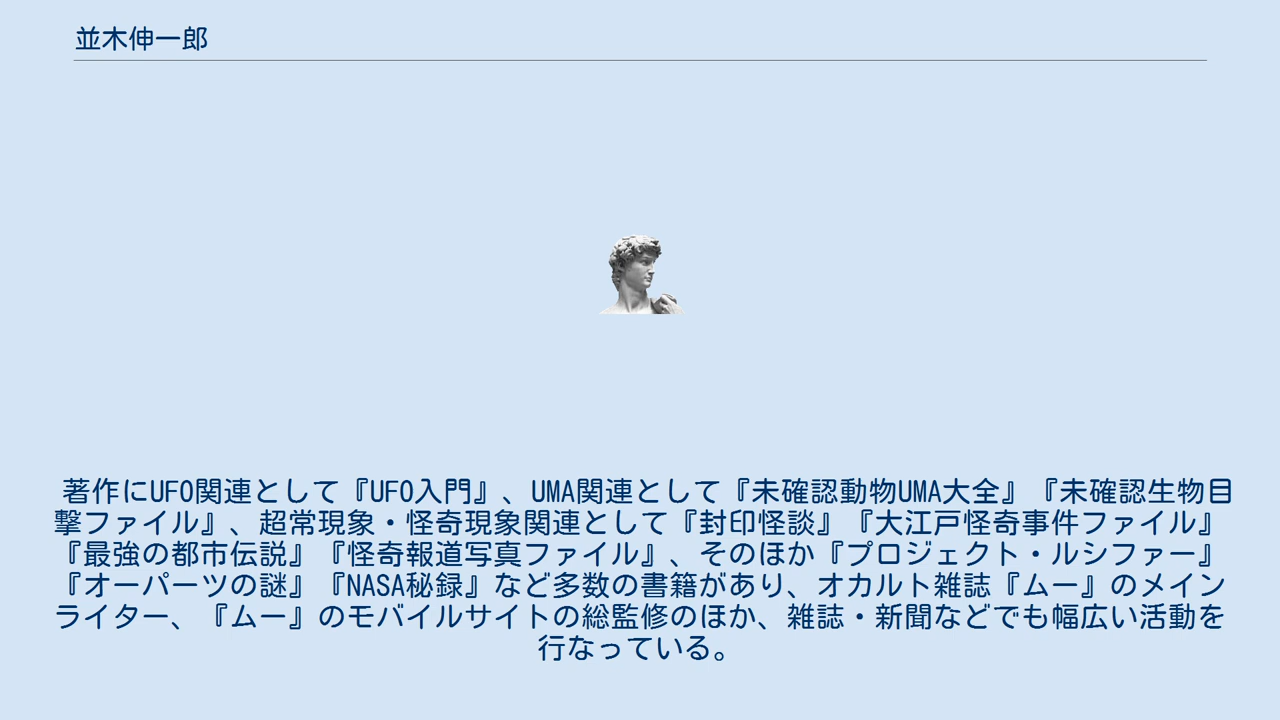 並木伸一郎
著作にUFO関連として『UFO入門』、UMA関連として『未確認動物UMA大全』『未確認生物目
撃ファイル』、超常現象・怪奇現象関連として『封印怪談』『大江戸怪奇事件ファイル』
『最強の都市伝説』『怪奇報道写真ファイル』、そのほか『プロジェクト・ルシファー』
『オーパーツの謎』『NASA秘録』など多数の書籍があり、オカルト雑誌『ムー』のメイン
ライター、『ムー』のモバイルサイトの総監修のほか、雑誌・新聞などでも幅広い活動を
行なっている。